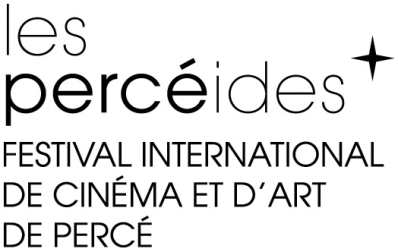 les
percéides
FESTIVAL INTERNATIONAL
DE CINÉMA ET D'ART
DE PERCÉ